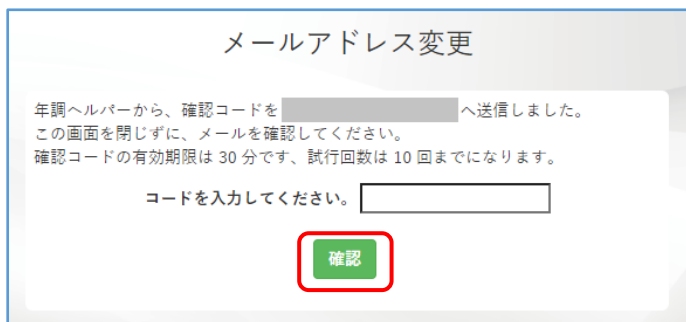 メールアドレス変更
年調ヘルパーから、確認コードを へ送信しました。
この画面を閉じずに、メールを確認してください。
確認コードの有効期限は 30 分です、試行回数は 10 回までになります。
コードを入力してください。
確認